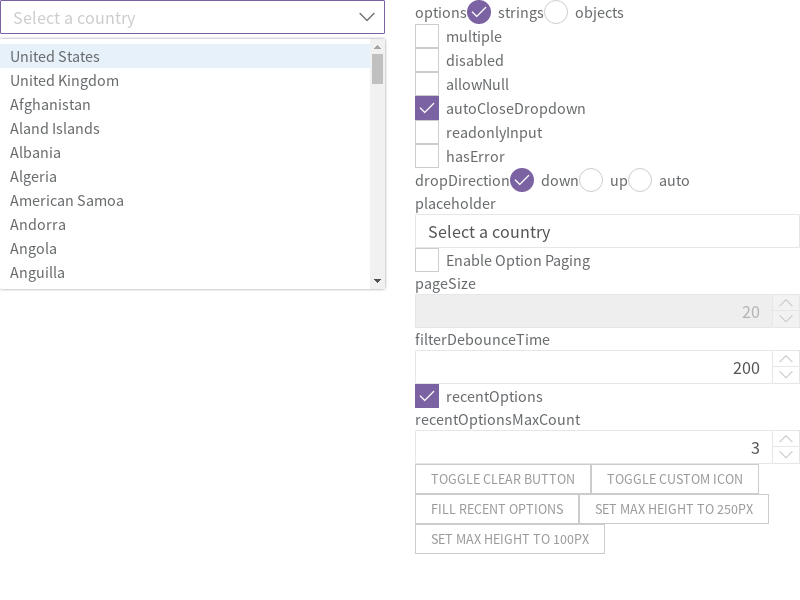 Select a country
United States
United Kingdom
Afghanistan
Aland Islands
Albania
Algeria
American Samoa
Andorra
Angola
Anguilla
options strings objects
multiple
disabled
allowNull
autoCloseDropdown
readonlyInput
hasError
dropDirection down up auto
placeholder
Select a country
Enable Option Paging
pageSize
20
filterDebounceTime
200
recentOptions
recentOptionsMaxCount
3
TOGGLE CLEAR BUTTON TOGGLE CUSTOM ICON
FILL RECENT OPTIONS SET MAX HEIGHT TO 250PX
SET MAX HEIGHT TO 100PX